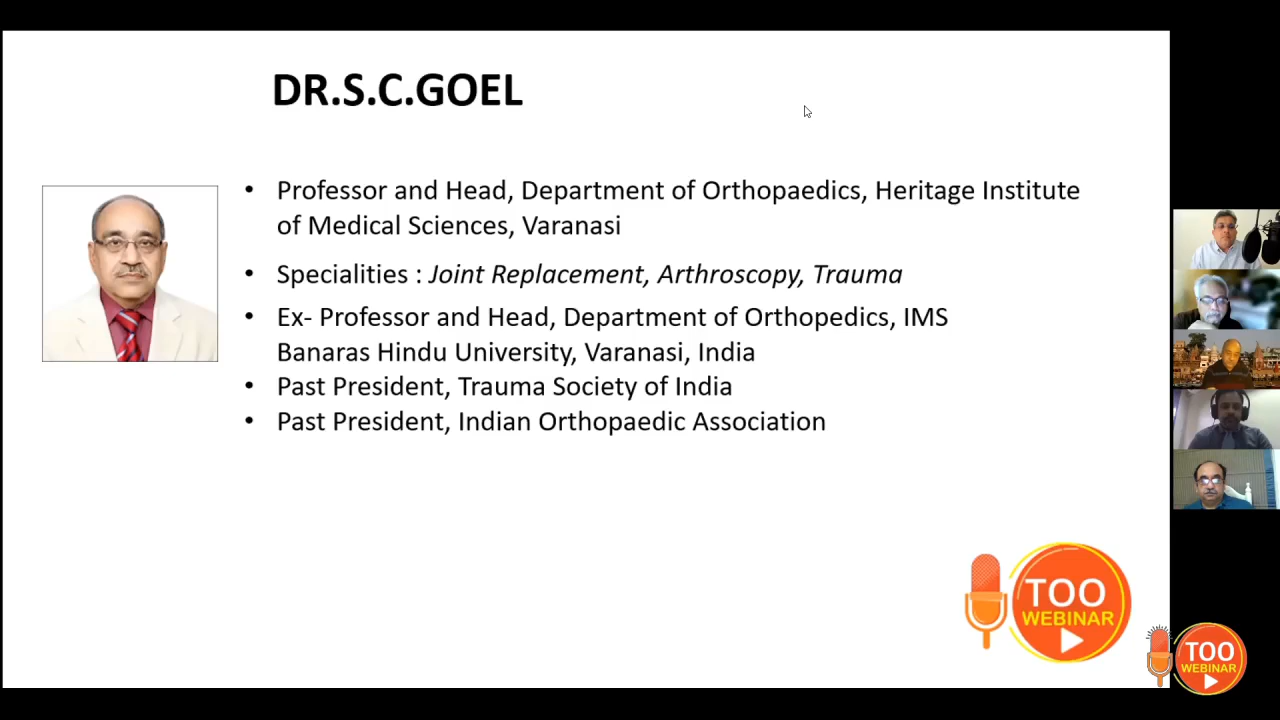 DR.S.C.GOEL
• Professor and Head, Department of Orthopaedics, Heritage Institute
of Medical Sciences, Varanasi
• Specialities : Joint Replacement, Arthroscopy, Trauma
• Ex- Professor and Head, Department of Orthopedics, IMS
Banaras Hindu University, Varanasi, India
• Past President, Trauma Society of India
• Past President, Indian Orthopaedic Association
TOO
WEBINAR
TOO
WEBINAR